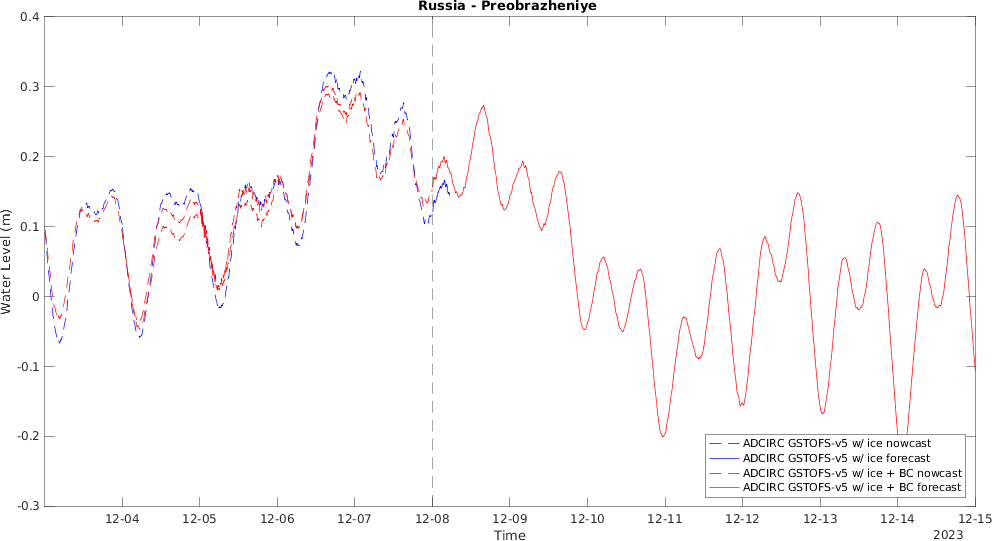 Russia - Preobrazheniye
Water Level (m)
0.4
0.3
0.2
0.1
0
-0.1
-0.2
-0.3
ADCIRC GSTOFS-v5 w/ ice nowcast
ADCIRC GSTOFS-v5 w/ ice forecast
ADCIRC GSTOFS-v5 w/ ice + BC nowcast
ADCIRC GSTOFS-v5 w/ ice + BC forecast
12-04 12-05 12-06 12-07 12-08 12-09 12-10 12-11 12-12 12-13 12-14 12-15
Time
2023